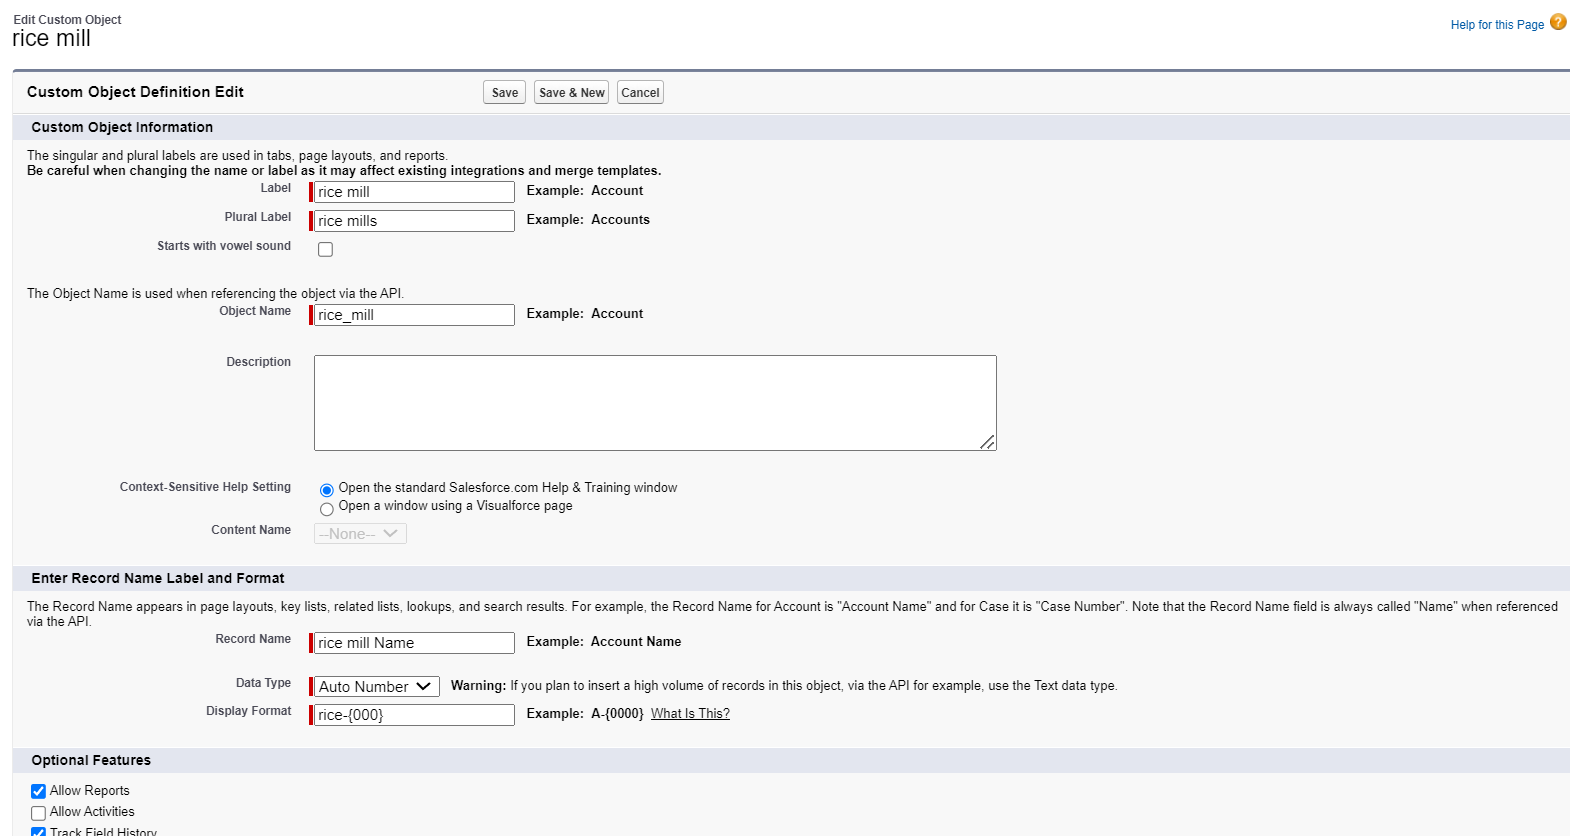 Edit Custom Object
rice mill
Help for this Page ?
Custom Object Definition Edit
Save Save & New Cancel
Custom Object Information
The singular and plural labels are used in tabs, page layouts, and reports.
Be careful when changing the name or label as it may affect existing integrations and merge templates.
Label rice mill Example: Account
Plural Label rice mills Example: Accounts
Starts with vowel sound
The Object Name is used when referencing the object via the API.
Object Name rice_mill Example: Account
Description
Context-Sensitive Help Setting Open the standard Salesforce.com Help & Training window
Open a window using a Visualforce page
Content Name --None--
Enter Record Name Label and Format
The Record Name appears in page layouts, key lists, related lists, lookups, and search results. For example, the Record Name for Account is "Account Name" and for Case it is "Case Number". Note that the Record Name field is always called "Name" when referenced
via the API.
Record Name rice mill Name Example: Account Name
Data Type Auto Number Warning: If you plan to insert a high volume of records in this object, via the API for example, use the Text data type.
Display Format rice-{000} Example: A-{0000} What Is This?
Optional Features
Allow Reports
Allow Activities
Track Field History